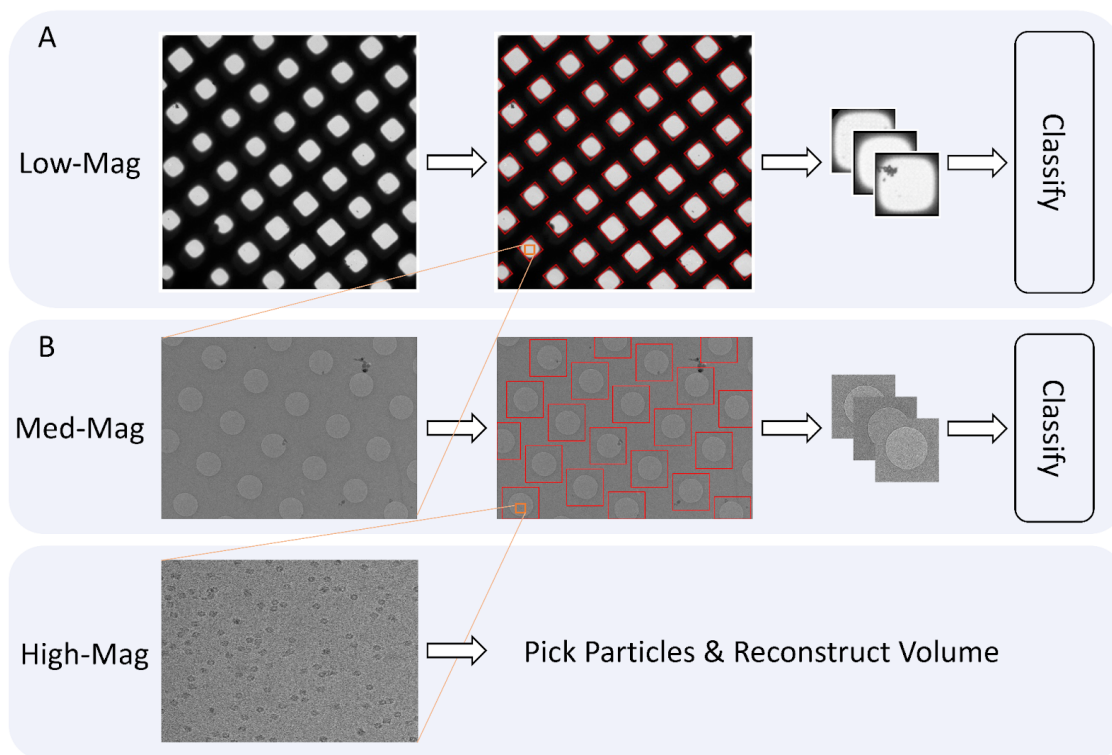 A
Low-Mag
Classify
B
Med-Mag
Classify
High-Mag
Pick Particles & Reconstruct Volume